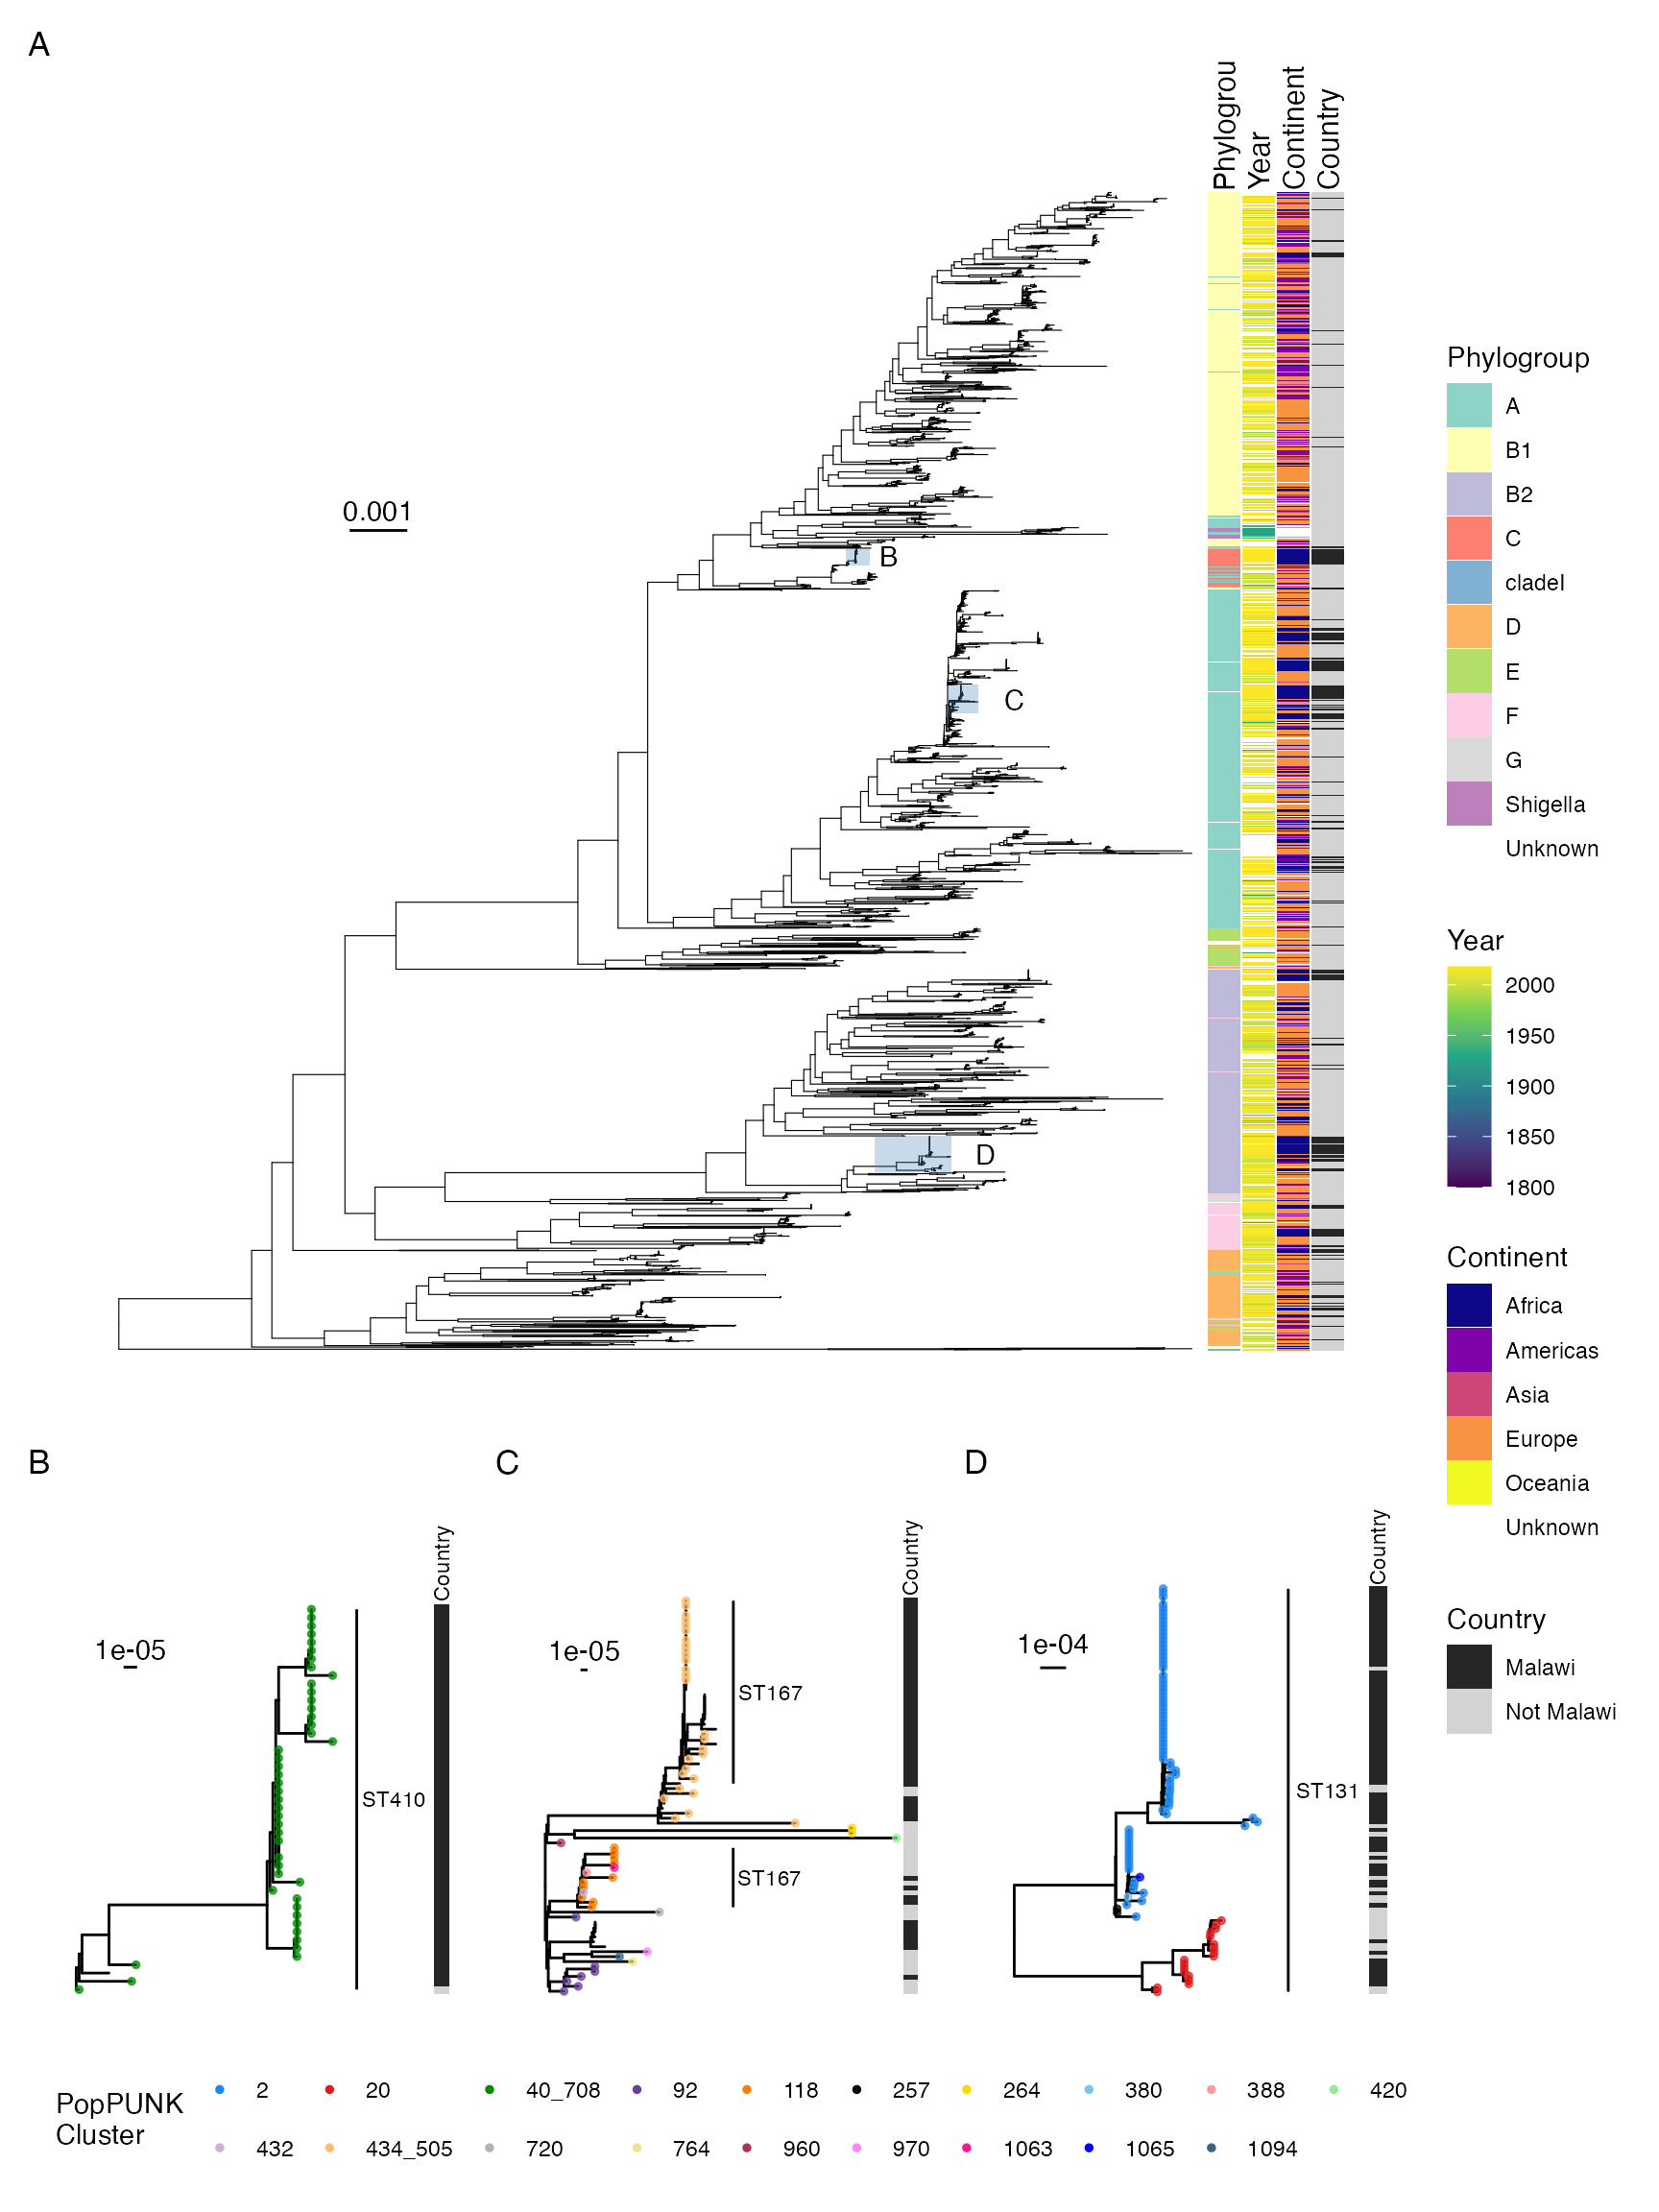 A
Phylogrou
Year
Continent
Country
0.001
B
C
D
Phylogroup
A
B1
B2
C
cladeI
D
E
F
G
Shigella
Unknown
Year
2000
1950
1900
1850
1800
Continent
Africa
Americas
Asia
Europe
Oceania
Unknown
Country
Malawi
Not Malawi
B
1e-05
ST410
Country
C
1e-05
ST167
ST167
Country
D
1e-04
ST131
Country
PopPUNK
Cluster
2 20 40_708 92 118 257 264 380 388 420
432 434_505 720 764 960 970 1063 1065 1094